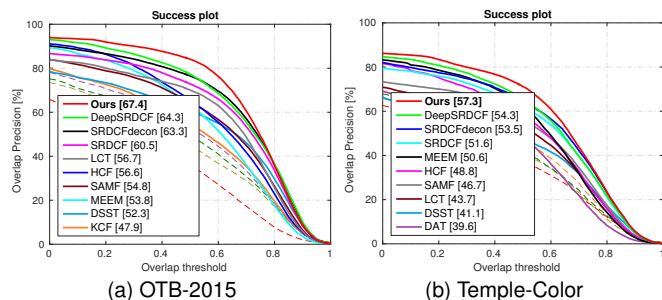 Success plot
Overlap Precision [%]
100
80
60
40
20
0
Ours [67.4]
DeepSRDCF [64.3]
SRDCFdecon [63.3]
SRDCF [60.5]
LCT [56.7]
HCF [56.6]
SAMF [54.8]
MEEM [53.8]
DSST [52.3]
KCF [47.9]
0 0.2 0.4 0.6 0.8 1
Overlap threshold
(a) OTB-2015
Success plot
Overlap Precision [%]
100
80
60
40
20
0
Ours [57.3]
DeepSRDCF [54.3]
SRDCFdecon [53.5]
SRDCF [51.6]
MEEM [50.6]
HCF [48.8]
SAMF [46.7]
LCT [43.7]
DSST [41.1]
DAT [39.6]
0 0.2 0.4 0.6 0.8 1
Overlap threshold
(b) Temple-Color